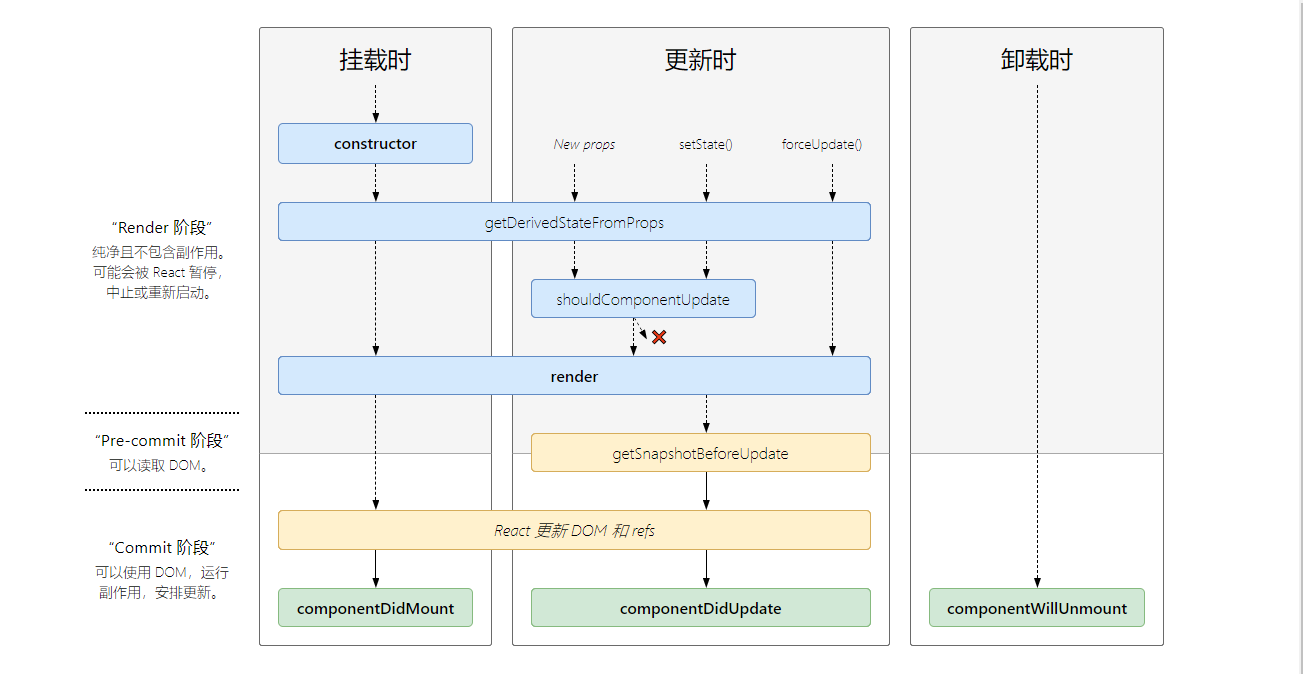 挂载时
更新时
卸载时
constructor
New props
setState()
forceUpdate()
“Render 阶段”
纯净且不包含副作用。
可能会被 React 暂停，
中止或重新启动。
getDerivedStateFromProps
shouldComponentUpdate
render
“Pre-commit 阶段”
可以读取 DOM。
getSnapshotBeforeUpdate
React 更新 DOM 和 refs
“Commit 阶段”
可以使用 DOM，运行
副作用，安排更新。
componentDidMount
componentDidUpdate
componentWillUnmount